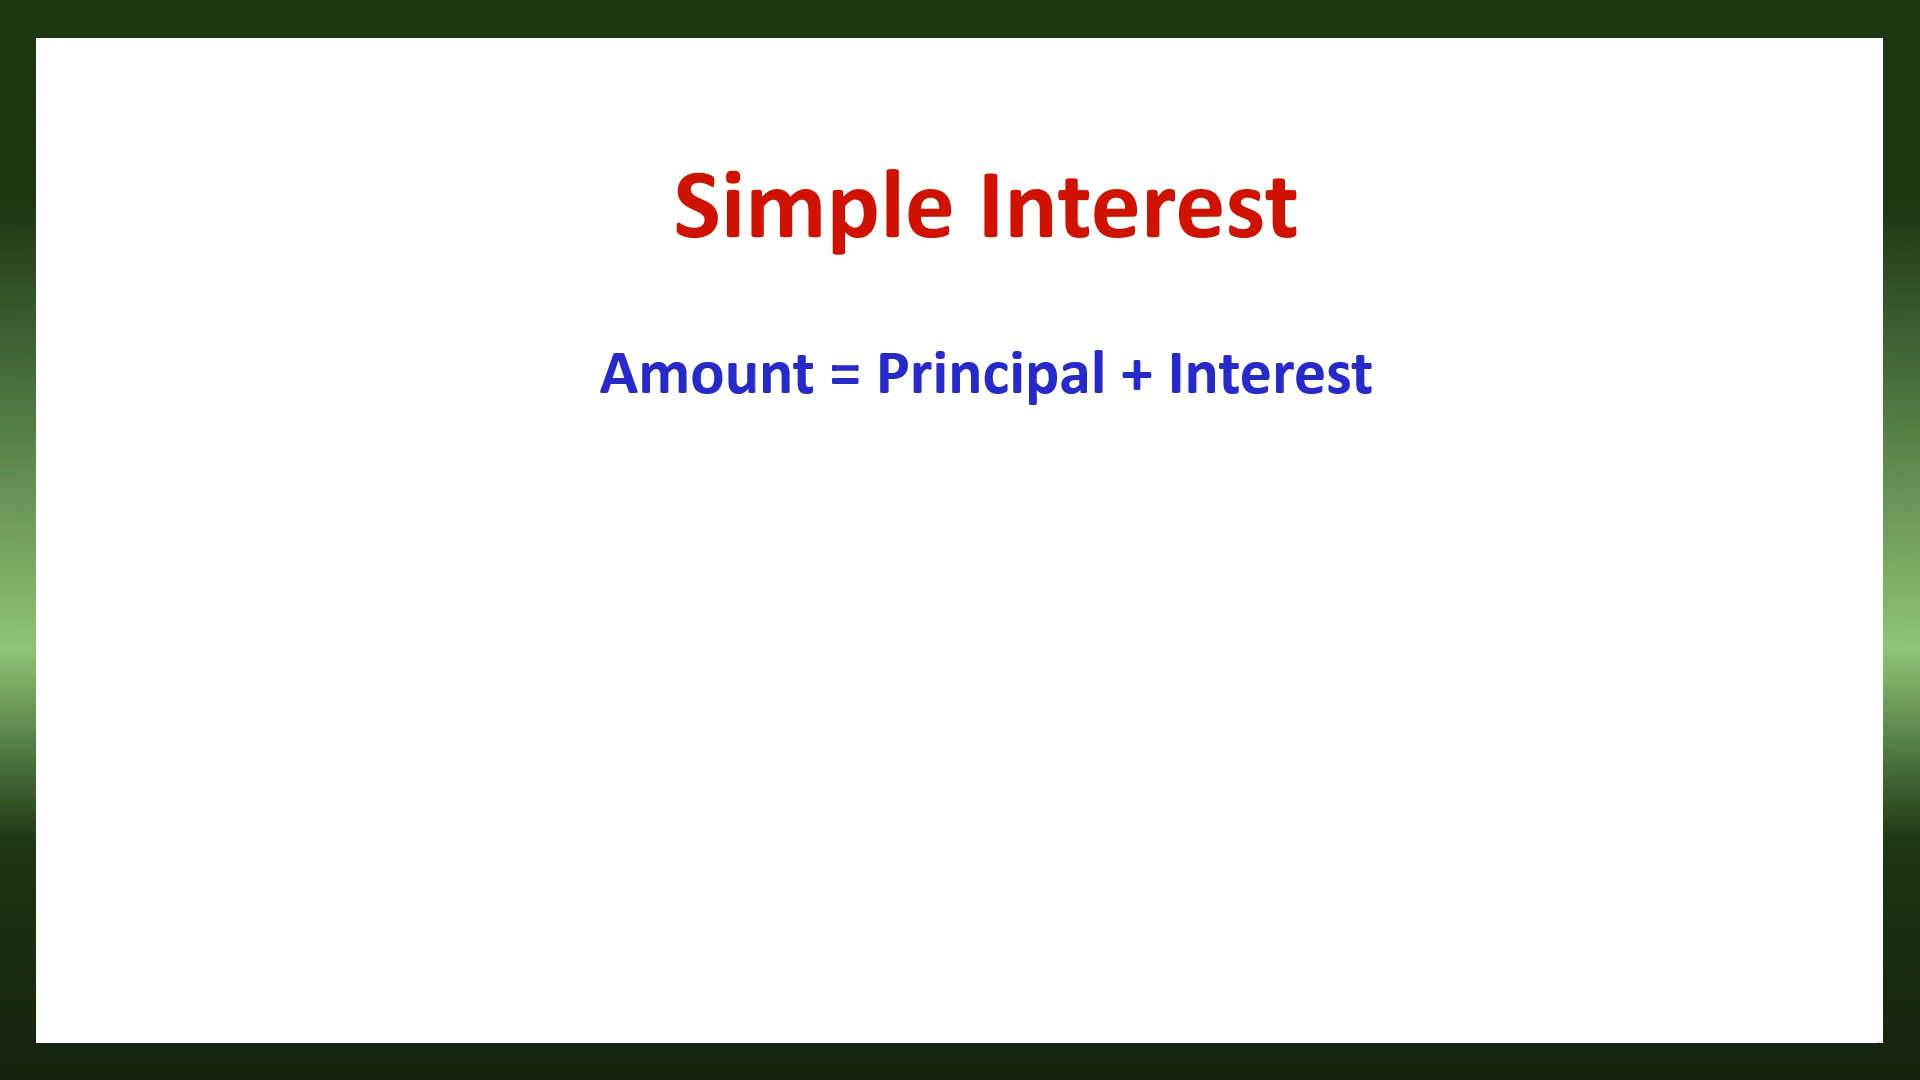 Simple Interest
Amount = Principal + Interest